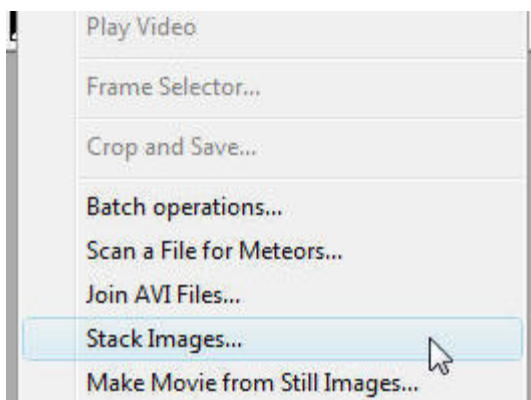 Play Video
Frame Selector...
Crop and Save...
Batch operations...
Scan a File for Meteors...
Join AVI Files...
Stack Images...
Make Movie from Still Images...